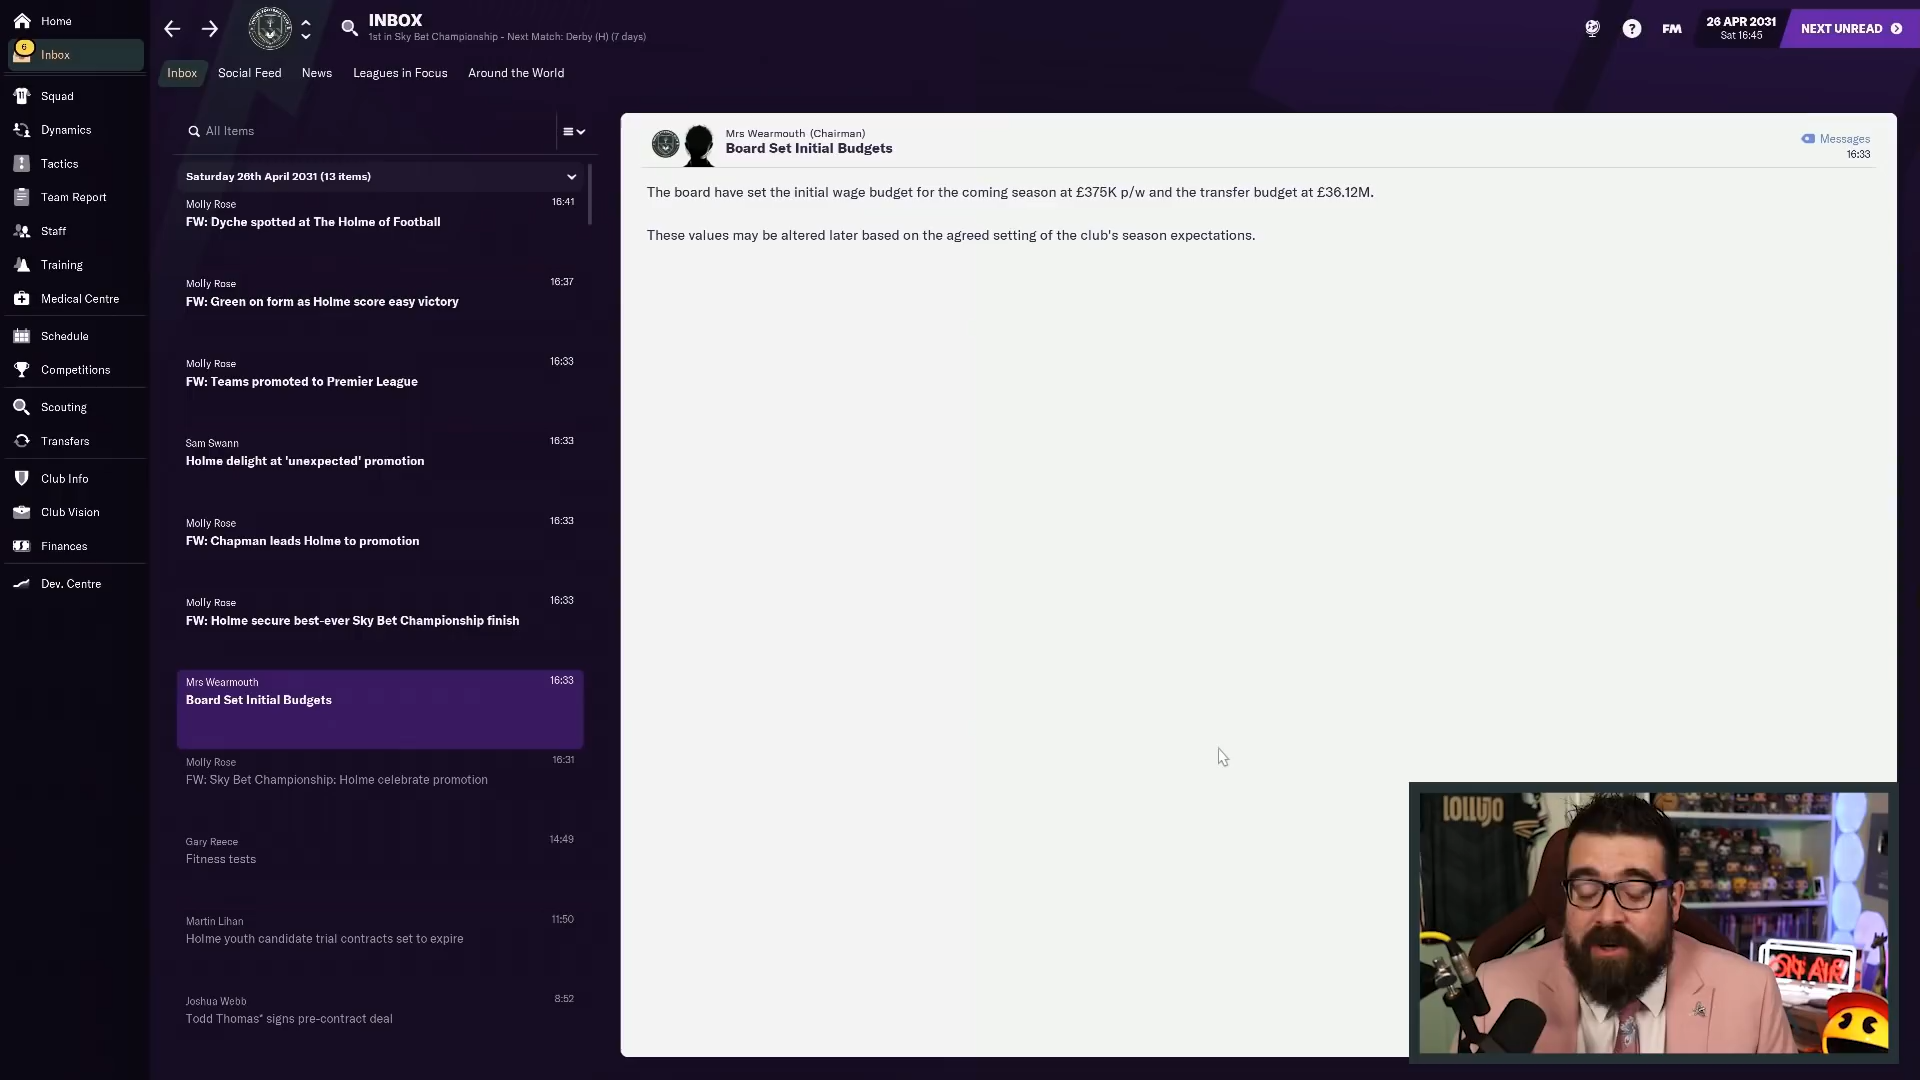 Home
6
Inbox
Squad
Dynamics
Tactics
Team Report
Staff
Training
Medical Centre
Schedule
Competitions
Scouting
Transfers
Club Info
Club Vision
Finances
Dev. Centre
INBOX
1st in Sky Bet Championship - Next Match: Derby (H) (7 days)
FM
26 APR 2031
Sat 16:45
NEXT UNREAD
Inbox
Social Feed
News
Leagues in Focus
Around the World
All Items
Saturday 26th April 2031 (13 items)
Molly Rose 16:41
FW: Dyche spotted at The Holme of Football
Molly Rose 16:37
FW: Green on form as Holme score easy victory
Molly Rose 16:33
FW: Teams promoted to Premier League
Sam Swann 16:33
Holme delight at 'unexpected' promotion
Molly Rose 16:33
FW: Chapman leads Holme to promotion
Molly Rose 16:33
FW: Holme secure best-ever Sky Bet Championship finish
Mrs Wearmouth 16:33
Board Set Initial Budgets
Molly Rose 16:31
FW: Sky Bet Championship: Holme celebrate promotion
Gary Reece 14:49
Fitness tests
Martin Lihan 11:50
Holme youth candidate trial contracts set to expire
Joshua Webb 8:52
Todd Thomas* signs pre-contract deal
Mrs Wearmouth (Chairman)
Board Set Initial Budgets
Messages
16:33
The board have set the initial wage budget for the coming season at £375K p/w and the transfer budget at £36.12M.
These values may be altered later based on the agreed setting of the club's season expectations.
LOLLUJO
ON AIR